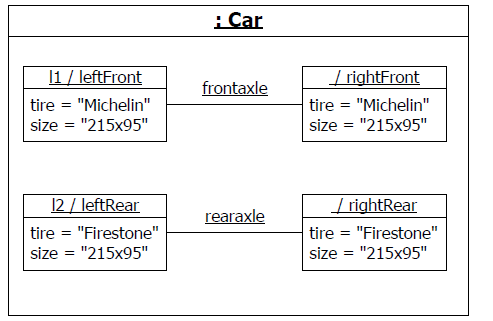 : Car
l1 / leftFront
tire = "Michelin"
size = "215x95"
frontaxle
/ rightFront
tire = "Michelin"
size = "215x95"
l2 / leftRear
tire = "Firestone"
size = "215x95"
rearaxle
/ rightRear
tire = "Firestone"
size = "215x95"